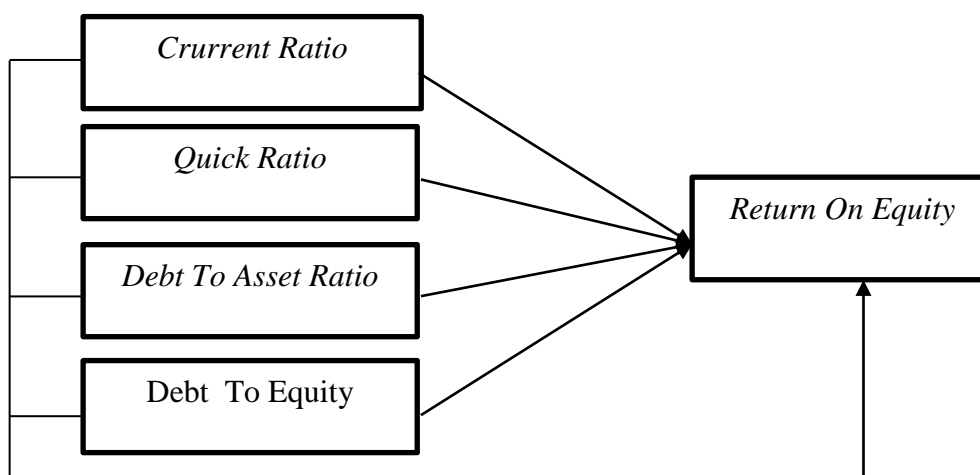 Crurrent Ratio
Quick Ratio
Return On Equity
Debt To Asset Ratio
Debt To Equity